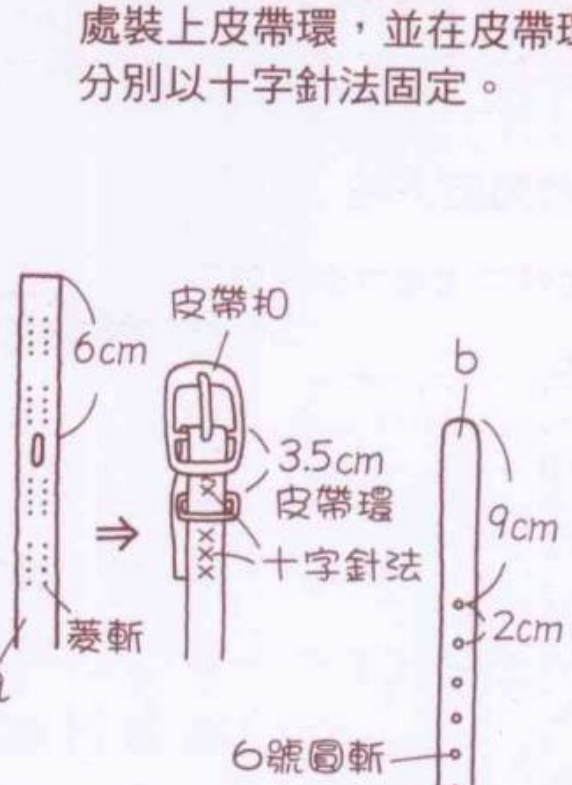 處裝上皮帶環，並在皮帶環
分別以十字針法固定。
皮帶扣
6cm
b
3.5cm
皮帶環
9cm
十字針法
2cm
菱斬
6號圓斬